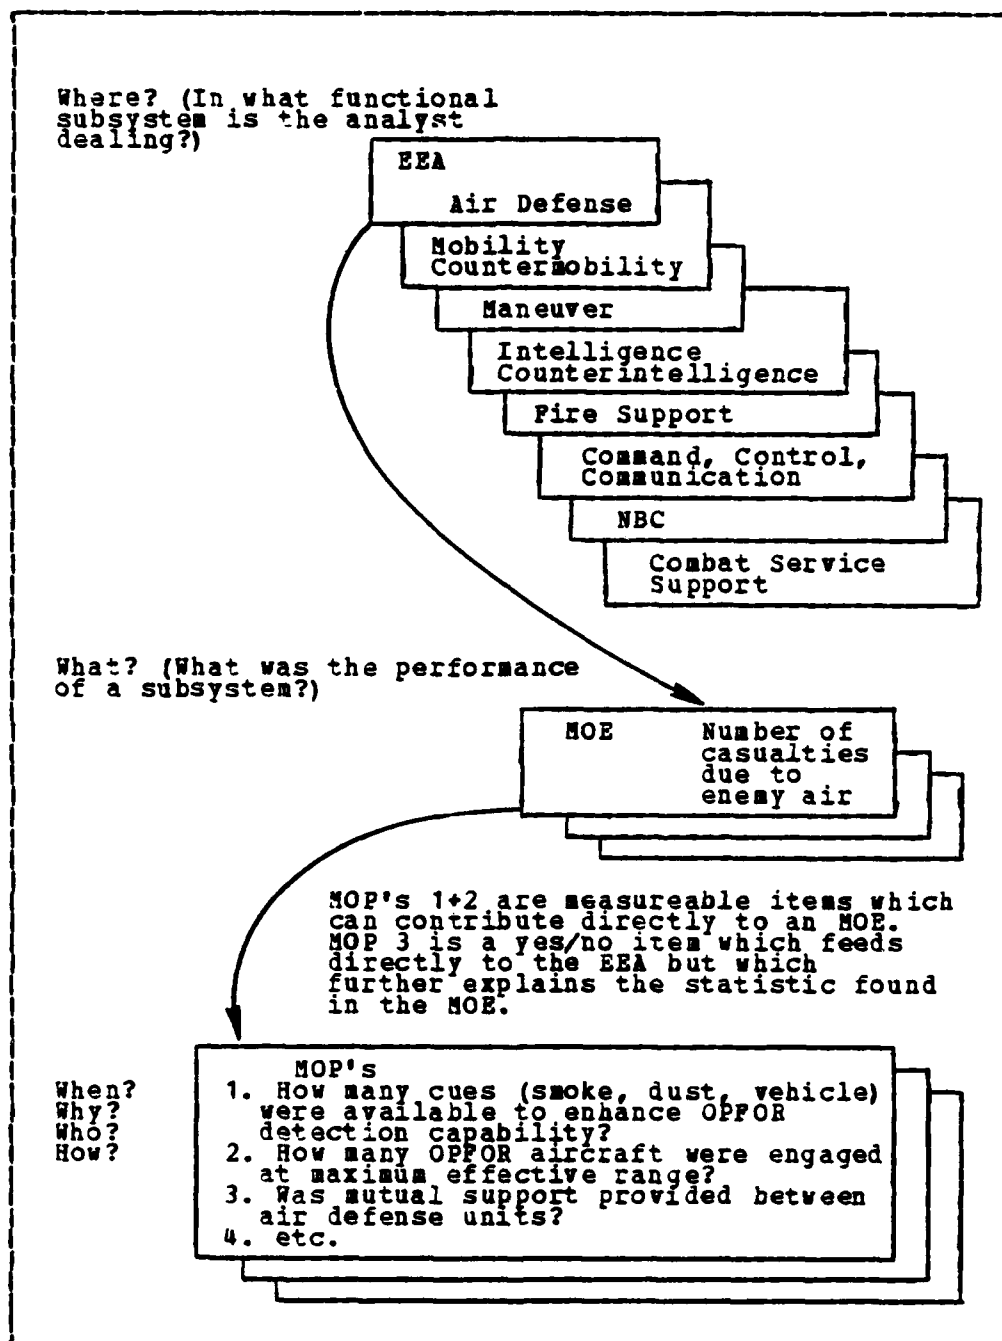 Where? (In what functional
subsystem is the analyst
dealing?)
EEA
Air Defense
Mobility
Countermobility
Maneuver
Intelligence
Counterintelligence
Fire Support
Command, Control,
Communication
NBC
Combat Service
Support
What? (What was the performance
of a subsystem?)
MOE Number of
casualties
due to
enemy air
MOP's 1+2 are measureable items which
can contribute directly to an MOE.
MOP 3 is a yes/no item which feeds
directly to the EEA but which
further explains the statistic found
in the MOE.
When?
Why?
Who?
How?
MOP's
1. How many cues (smoke, dust, vehicle)
were available to enhance OPFOR
detection capability?
2. How many OPFOR aircraft were engaged
at maximum effective range?
3. Was mutual support provided between
air defense units?
4. etc.